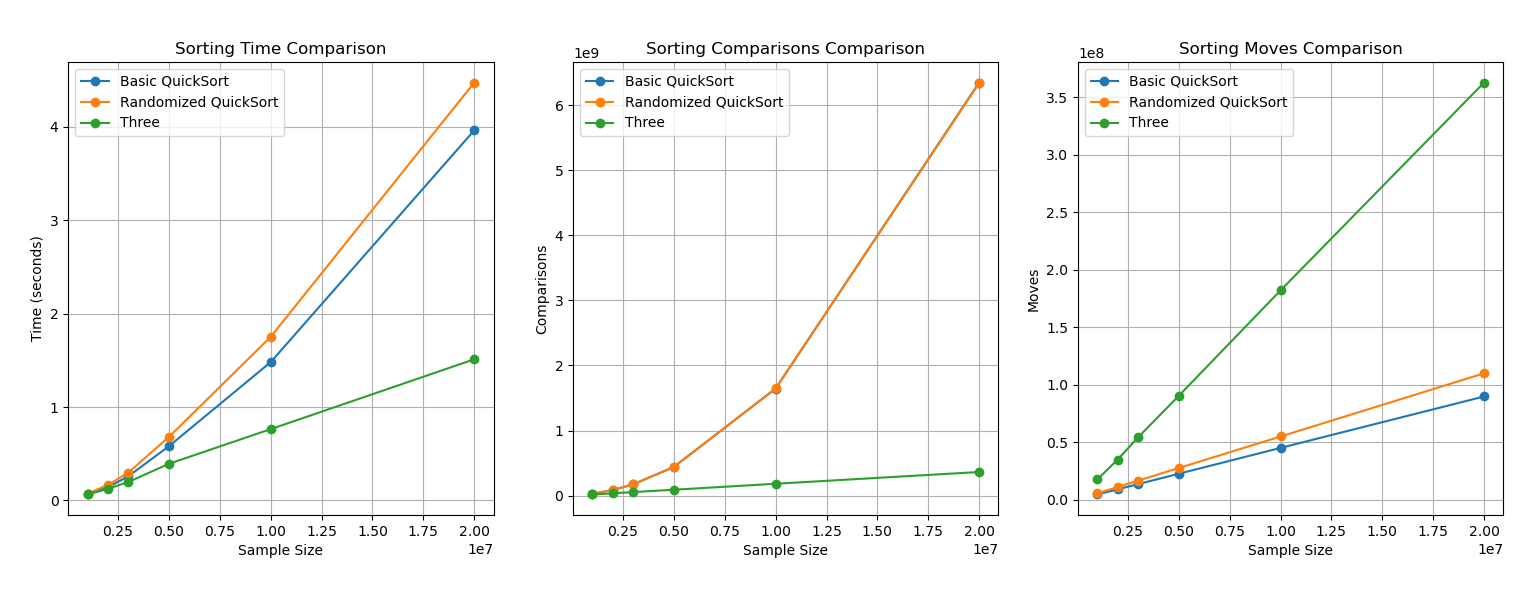 Sorting Time Comparison
Basic QuickSort
Randomized QuickSort
Three
4
3
2
1
0
Time (seconds)
0.25 0.50 0.75 1.00 1.25 1.50 1.75 2.00
Sample Size
1e7
Sorting Comparisons Comparison
1e9
Basic QuickSort
Randomized QuickSort
Three
6
5
4
3
2
1
0
Comparisons
0.25 0.50 0.75 1.00 1.25 1.50 1.75 2.00
Sample Size
1e7
Sorting Moves Comparison
1e8
Basic QuickSort
Randomized QuickSort
Three
3.5
3.0
2.5
2.0
1.5
1.0
0.5
0.0
Moves
0.25 0.50 0.75 1.00 1.25 1.50 1.75 2.00
Sample Size
1e7